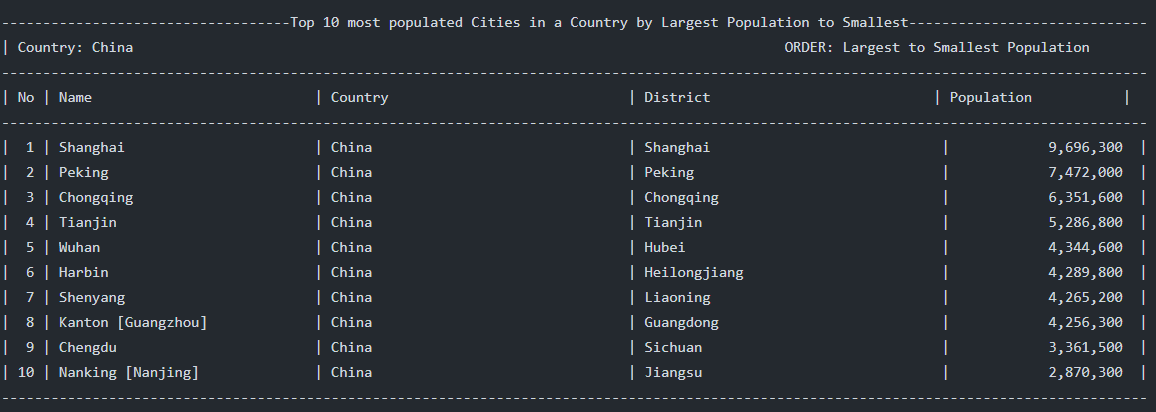 -----------------------------------Top 10 most populated Cities in a Country by Largest Population to Smallest-----------------------------
| Country: China ORDER: Largest to Smallest Population
-------------------------------------------------------------------------------------------------------------------------------------------
| No | Name | Country | District | Population |
-------------------------------------------------------------------------------------------------------------------------------------------
| 1 | Shanghai | China | Shanghai | 9,696,300 |
| 2 | Peking | China | Peking | 7,472,000 |
| 3 | Chongqing | China | Chongqing | 6,351,600 |
| 4 | Tianjin | China | Tianjin | 5,286,800 |
| 5 | Wuhan | China | Hubei | 4,344,600 |
| 6 | Harbin | China | Heilongjiang | 4,289,800 |
| 7 | Shenyang | China | Liaoning | 4,265,200 |
| 8 | Kanton [Guangzhou] | China | Guangdong | 4,256,300 |
| 9 | Chengdu | China | Sichuan | 3,361,500 |
| 10 | Nanking [Nanjing] | China | Jiangsu | 2,870,300 |
-------------------------------------------------------------------------------------------------------------------------------------------